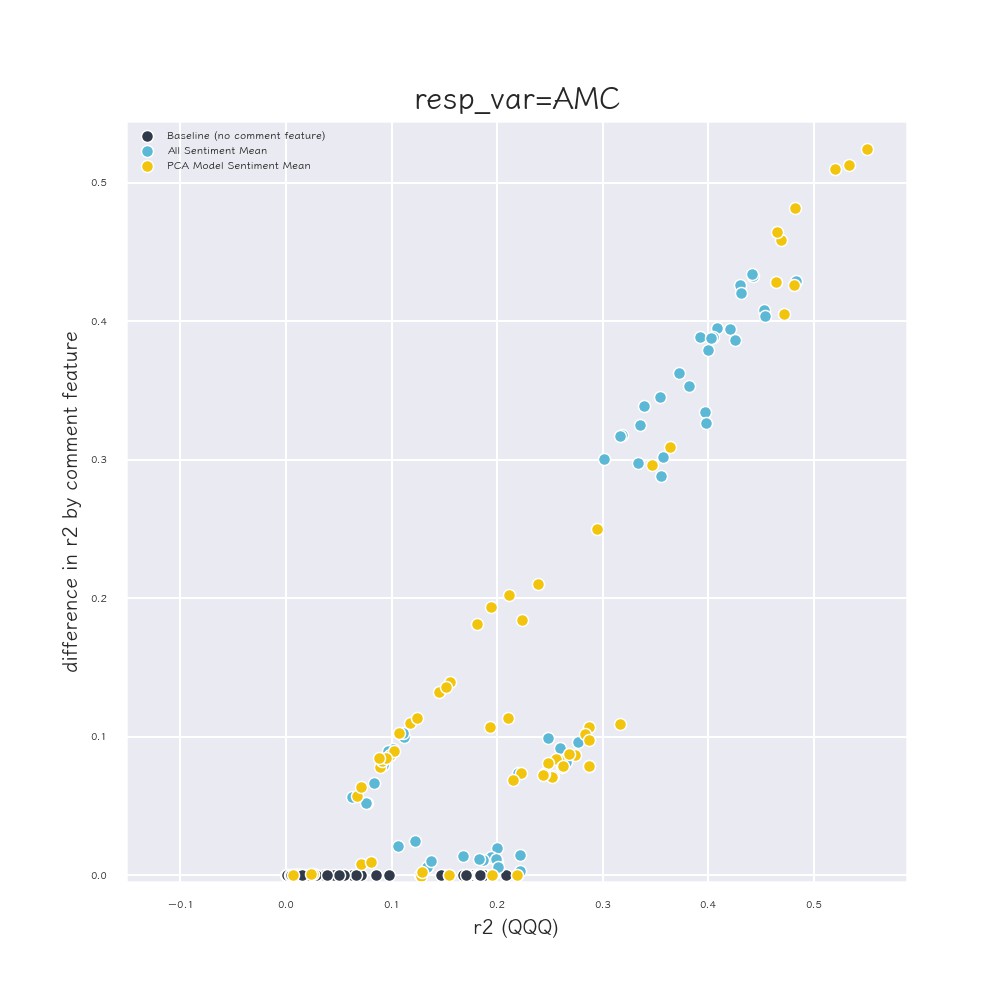 resp_var=AMC
Baseline (no comment feature)
All Sentiment Mean
PCA Model Sentiment Mean
difference in r2 by comment feature
0.5
0.4
0.3
0.2
0.1
0.0
−0.1 0.0 0.1 0.2 0.3 0.4 0.5
r2 (QQQ)